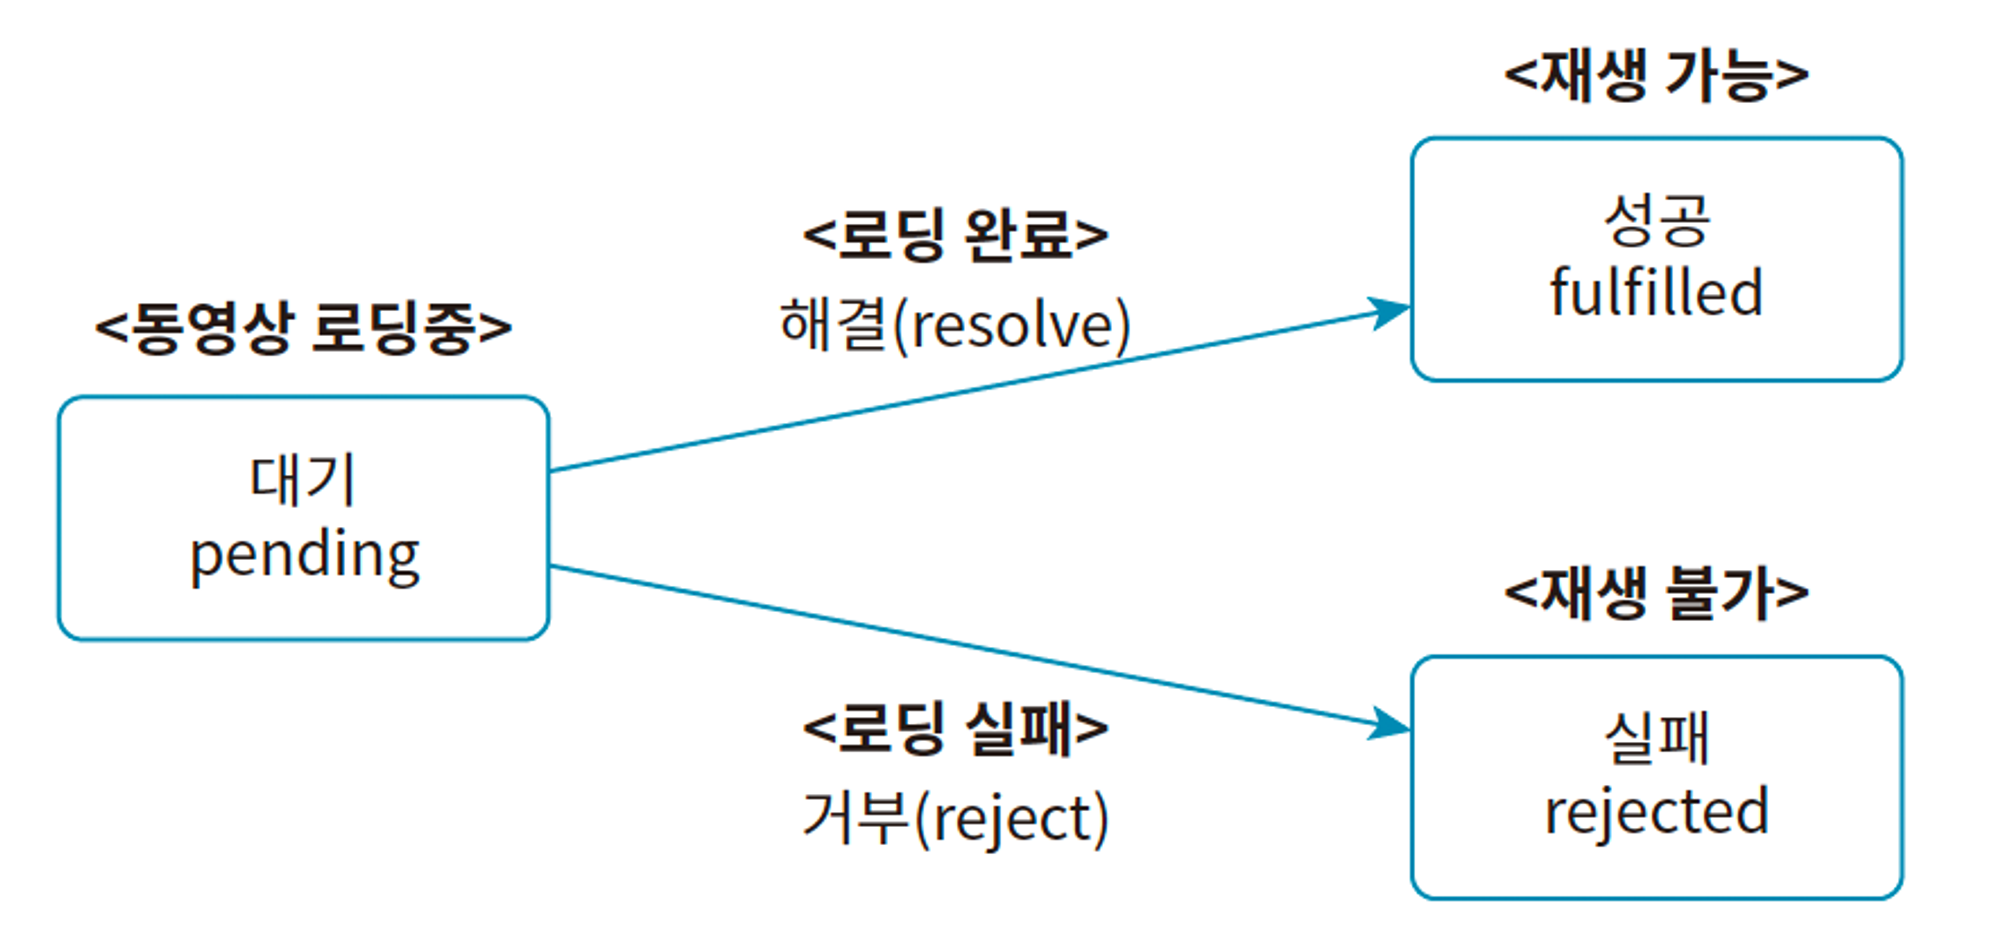 <동영상 로딩중>
대기
pending
<로딩 완료>
해결(resolve)
<재생 가능>
성공
fulfilled
<로딩 실패>
거부(reject)
<재생 불가>
실패
rejected